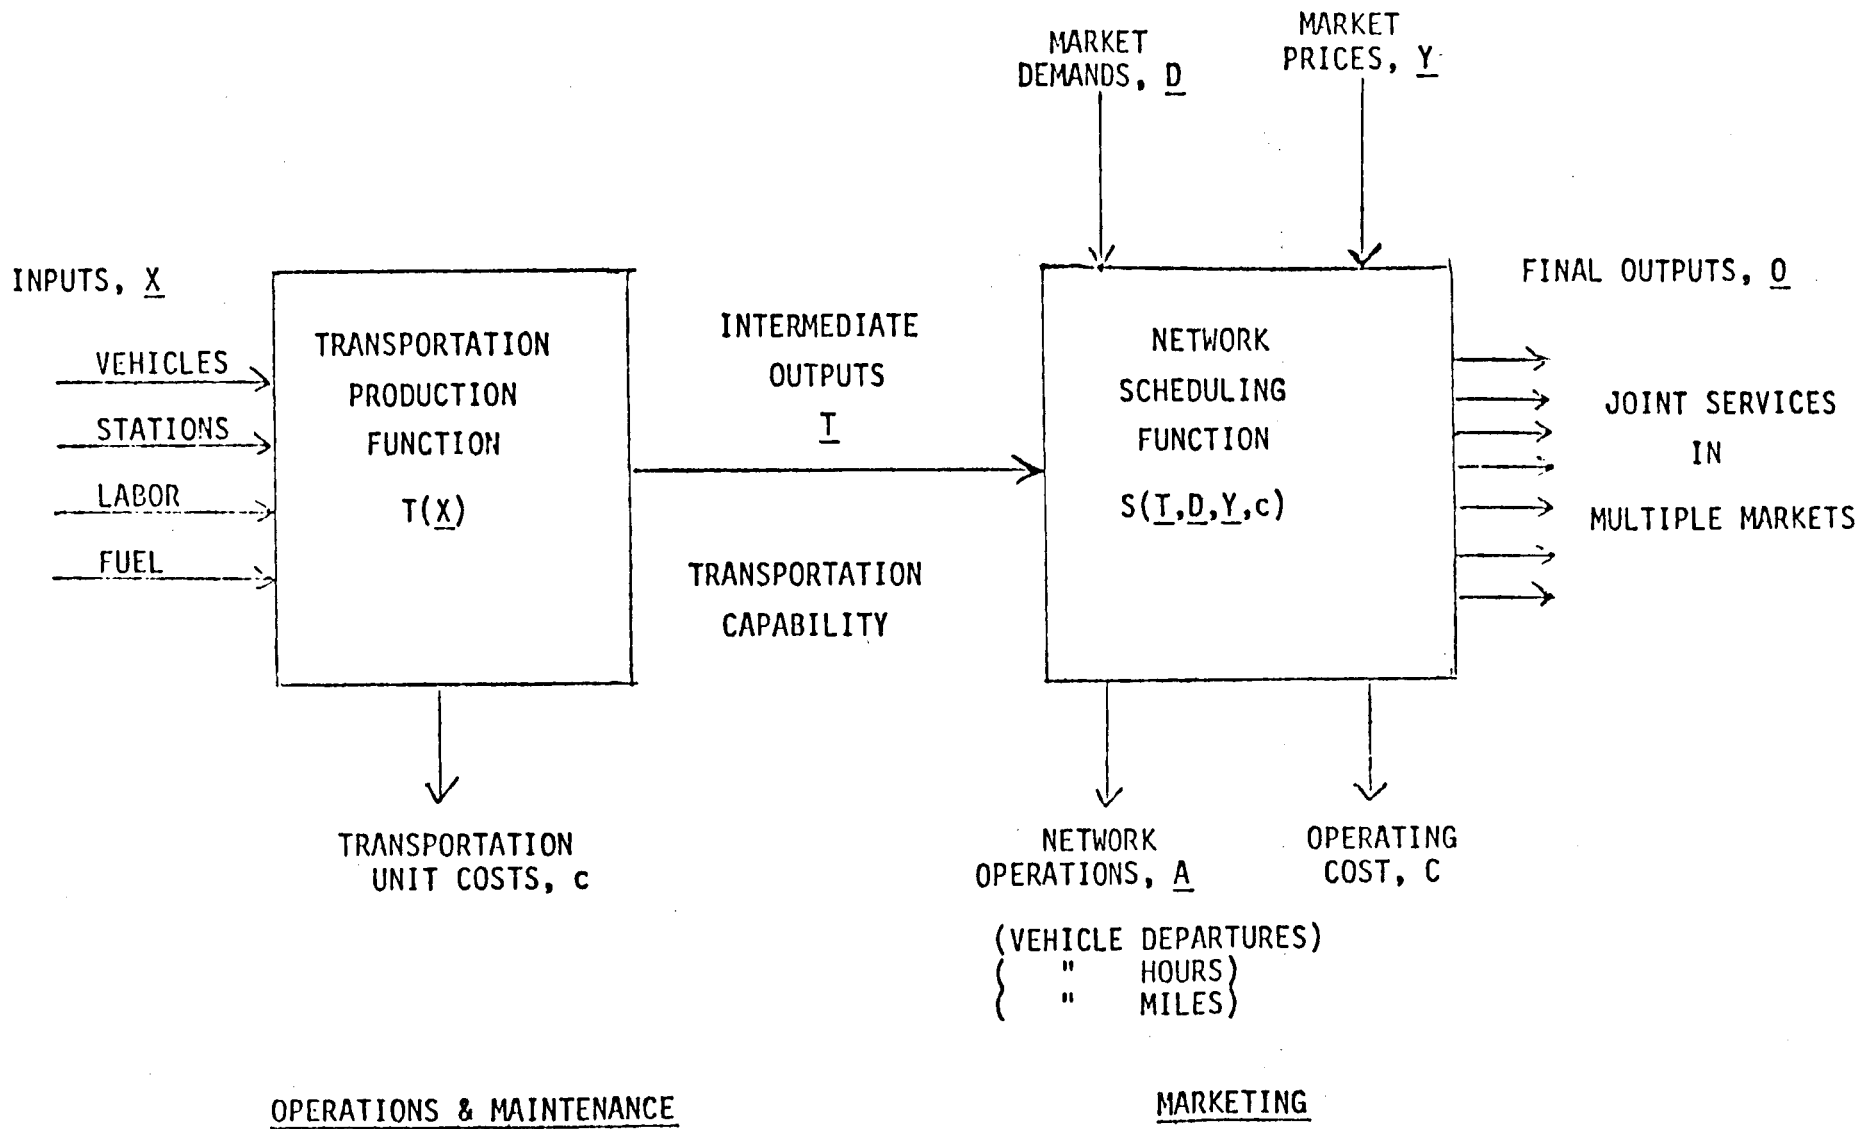 MARKET
DEMANDS, D
MARKET
PRICES, Y
INPUTS, X
VEHICLES
STATIONS
LABOR
FUEL
TRANSPORTATION
PRODUCTION
FUNCTION
T(X)
INTERMEDIATE
OUTPUTS
T
TRANSPORTATION
CAPABILITY
NETWORK
SCHEDULING
FUNCTION
S(T,D,Y,c)
FINAL OUTPUTS, O
JOINT SERVICES
IN
MULTIPLE MARKETS
TRANSPORTATION
UNIT COSTS, c
NETWORK
OPERATIONS, A
(VEHICLE DEPARTURES)
( " HOURS)
( " MILES)
OPERATING
COST, C
OPERATIONS & MAINTENANCE
MARKETING